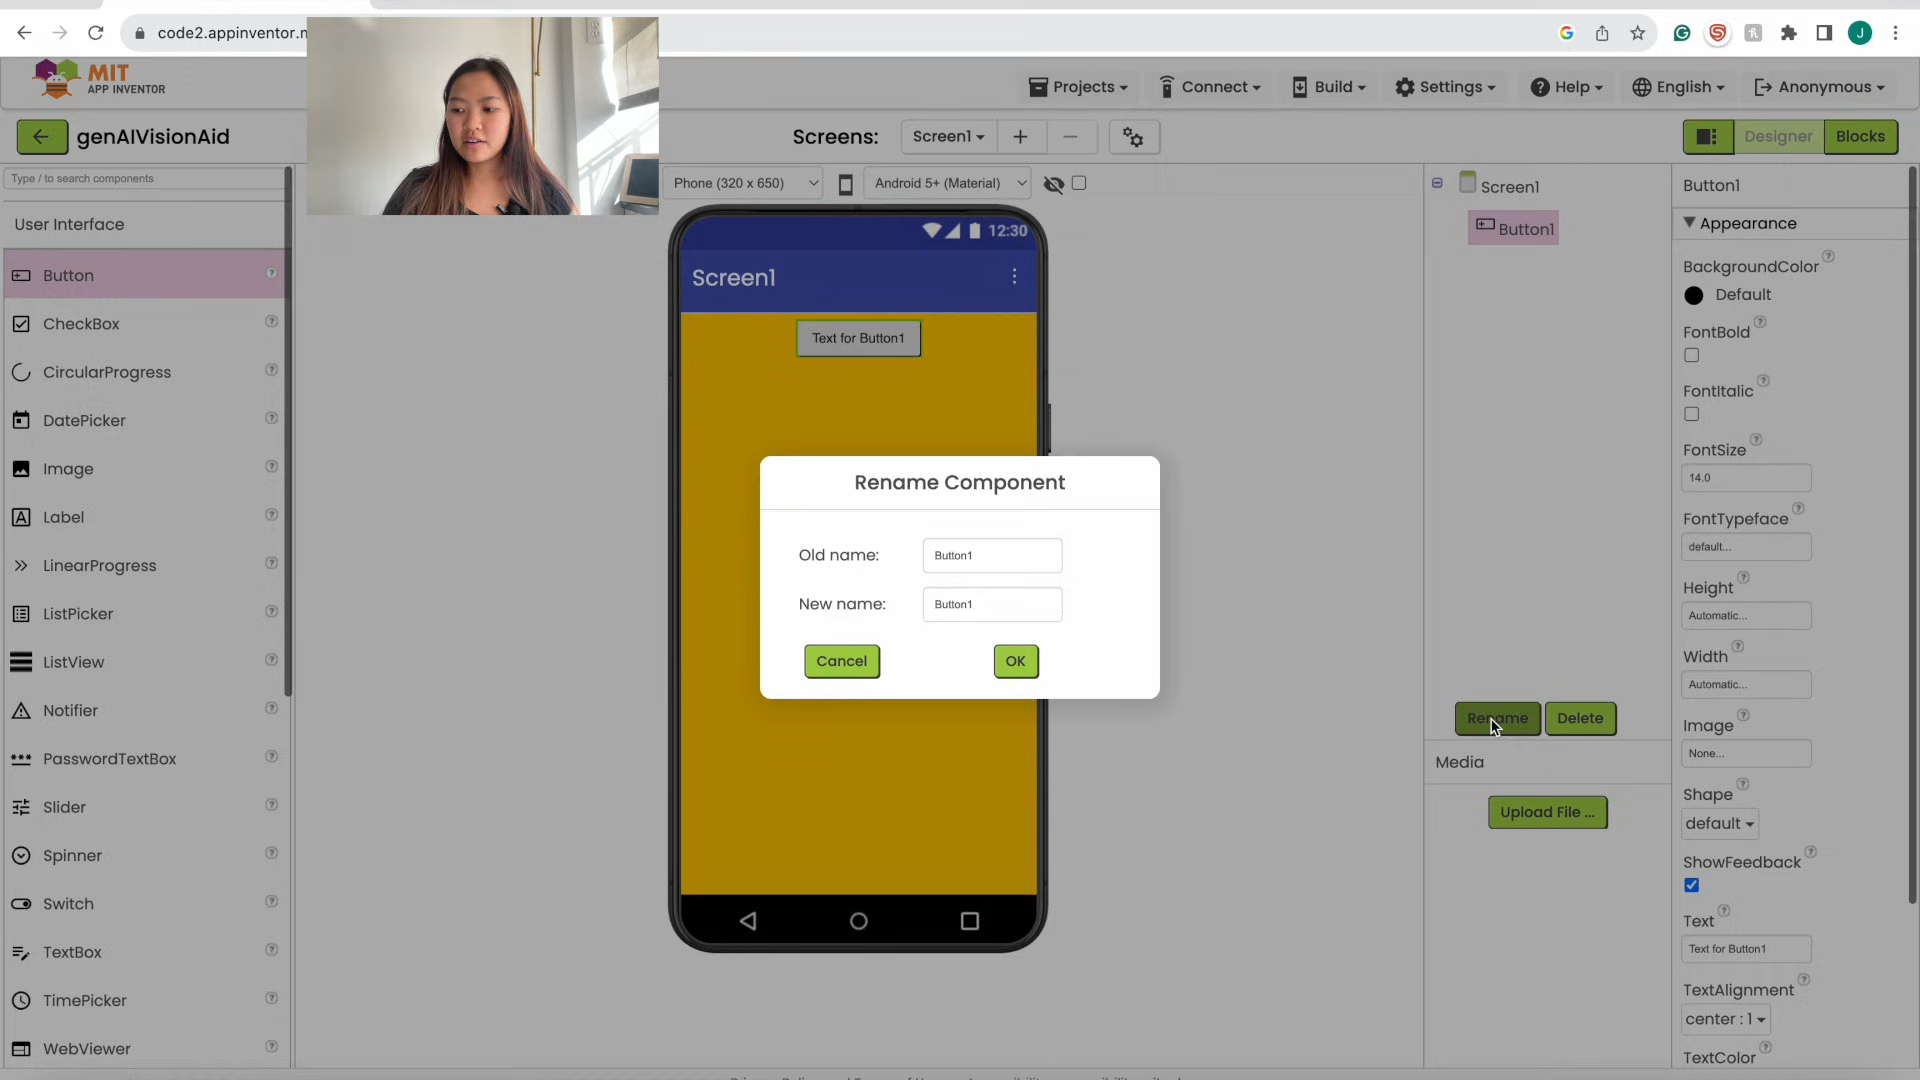 code2.appinventor.m
J
MIT
APP INVENTOR
Projects
Connect
Build
Settings
Help
English
Anonymous
genAIVisionAid
Screens:
Screen1
Designer
Blocks
Type / to search components
User Interface
Button
CheckBox
CircularProgress
DatePicker
Image
Label
LinearProgress
ListPicker
ListView
Notifier
PasswordTextBox
Slider
Spinner
Switch
TextBox
TimePicker
WebViewer
Phone (320 x 650)
Android 5+ (Material)
12:30
Screen1
Text for Button1
Rename Component
Old name:
Button1
New name:
Button1
Cancel
OK
Screen1
Button1
Rename
Delete
Media
Upload File ...
Button1
Appearance
BackgroundColor
Default
FontBold
FontItalic
FontSize
14.0
FontTypeface
default...
Height
Automatic...
Width
Automatic...
Image
None...
Shape
default
ShowFeedback
Text
Text for Button1
TextAlignment
center : 1
TextColor